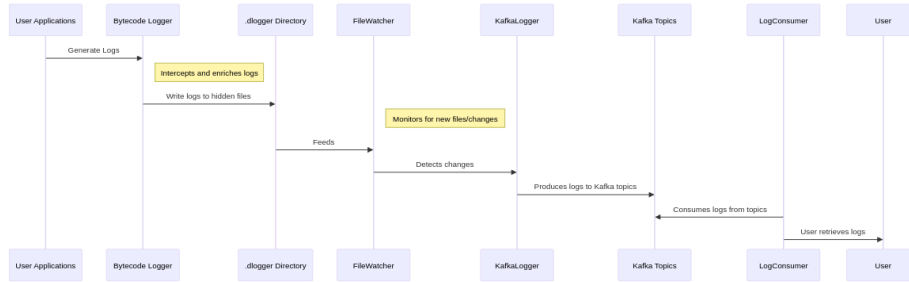 User Applications
Bytecode Logger
.dlogger Directory
FileWatcher
KafkaLogger
Kafka Topics
LogConsumer
User
Generate Logs
Intercepts and enriches logs
Write logs to hidden files
Monitors for new files/changes
Feeds
Detects changes
Produces logs to Kafka topics
Consumes logs from topics
User retrieves logs
User Applications
Bytecode Logger
.dlogger Directory
FileWatcher
KafkaLogger
Kafka Topics
LogConsumer
User